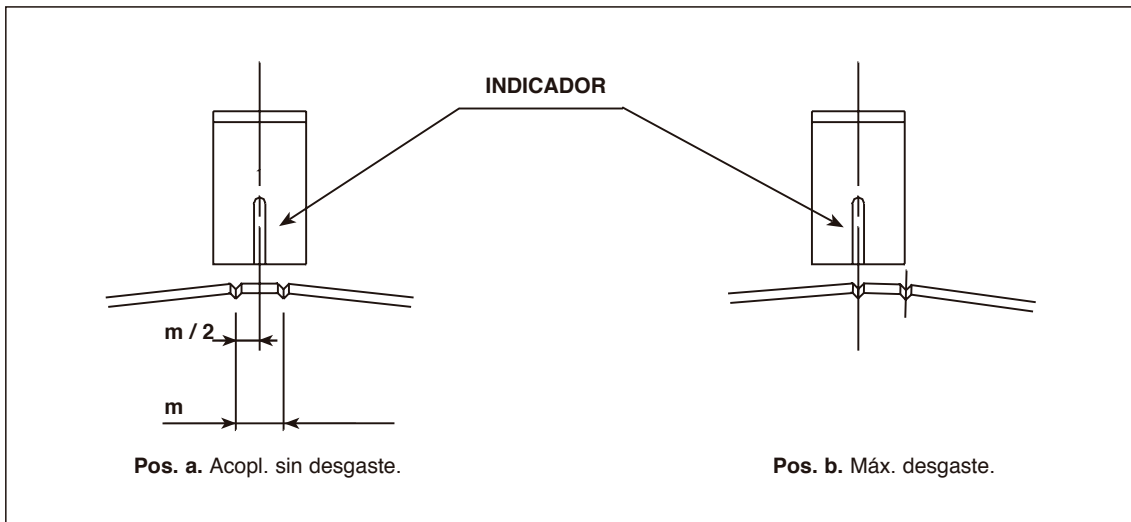 INDICADOR
m / 2
m
Pos. a. Acopl. sin desgaste.
Pos. b. Máx. desgaste.